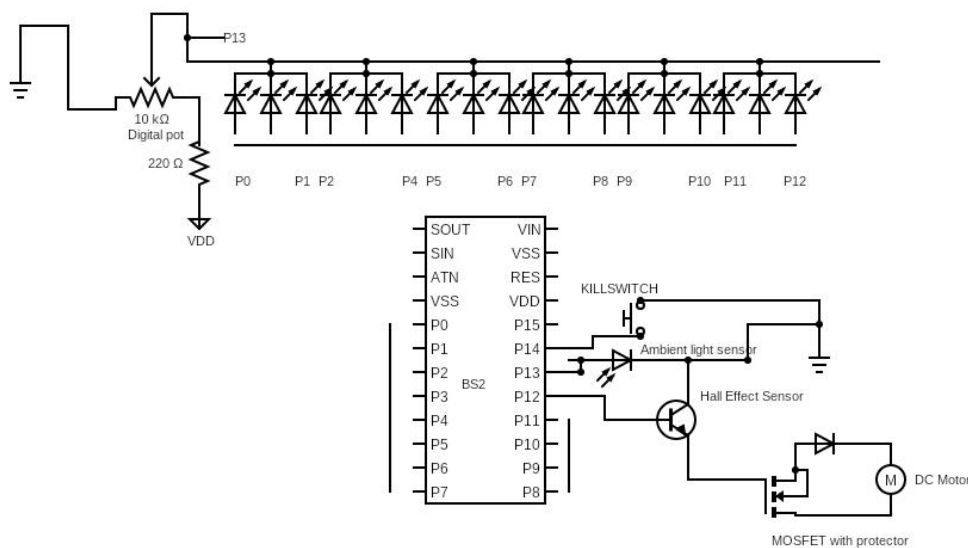 P13
10 kΩ
Digital pot
220 Ω
VDD
P0 P1 P2 P4 P5 P6 P7 P8 P9 P10 P11 P12
SOUT VIN
SIN VSS
ATN RES
VSS VDD
P0 P15
P1 P14
P2 P13
P3 P12
P4 P11
P5 P10
P6 P9
P7 P8
BS2
KILLSWITCH
Ambient light sensor
Hall Effect Sensor
M
DC Motor
MOSFET with protector